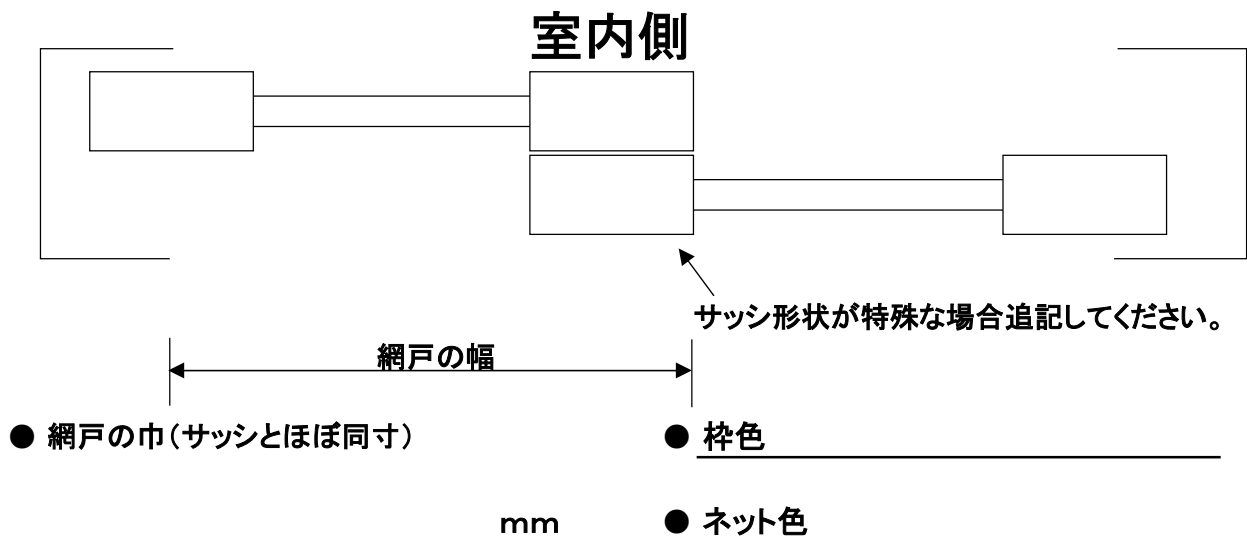 室内側
サッシ形状が特殊な場合追記してください。
網戸の幅
● 網戸の巾（サッシとほぼ同寸）
● 枠色
mm
● ネット色